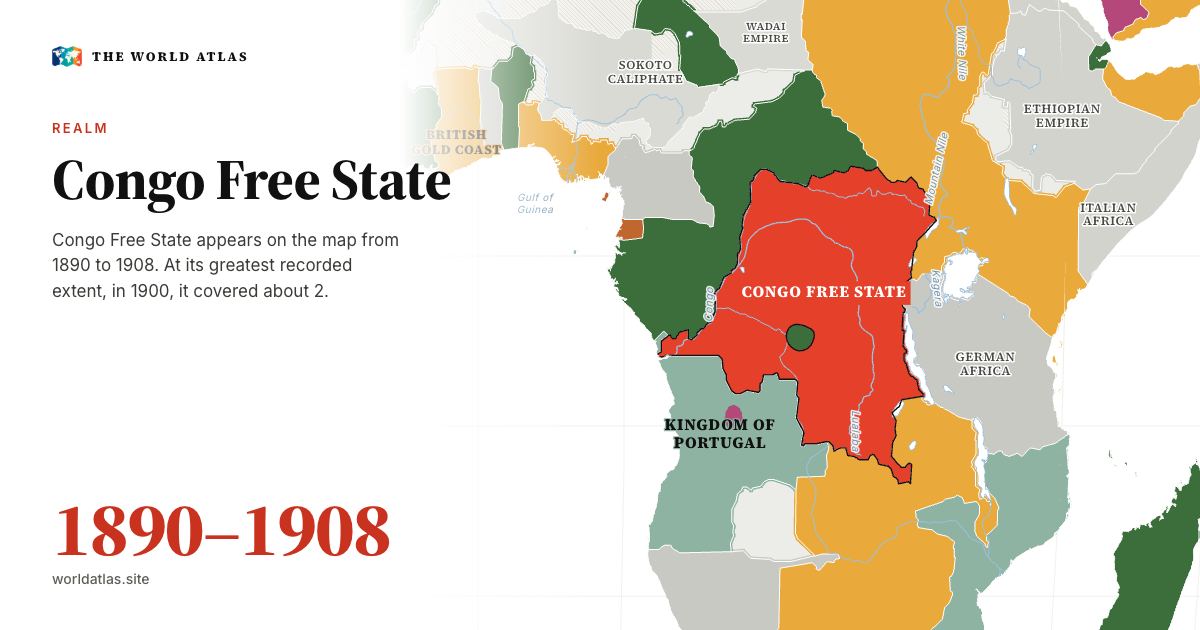 THE WORLD ATLAS
REALM
Congo Free State
Congo Free State appears on the map from
1890 to 1908. At its greatest recorded
extent, in 1900, it covered about 2.
1890–1908
worldatlas.site
WADAI
EMPIRE
White Nile
SOKOTO
CALIPHATE
ETHIOPIAN
EMPIRE
BRITISH
GOLD COAST
Mountain Nile
Gulf of
Guinea
ITALIAN
AFRICA
Kagera
CONGO FREE STATE
Congo
GERMAN
AFRICA
KINGDOM OF
PORTUGAL
Lualaba